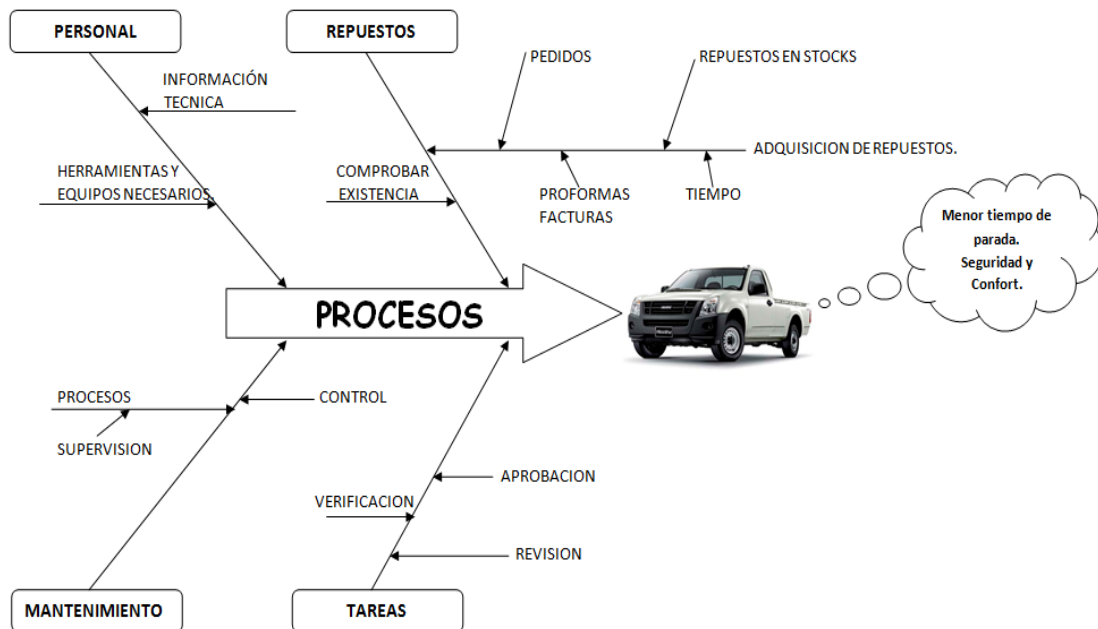 PERSONAL
REPUESTOS
PEDIDOS
REPUESTOS EN STOCKS
INFORMACIÓN
TECNICA
ADQUISICION DE REPUESTOS.
HERRAMIENTAS Y
EQUIPOS NECESARIOS.
COMPROBAR
EXISTENCIA
PROFORMAS
FACTURAS
TIEMPO
Menor tiempo de
parada.
Seguridad y
Confort.
PROCESOS
PROCESOS
CONTROL
SUPERVISION
APROBACION
VERIFICACION
REVISION
MANTENIMIENTO
TAREAS